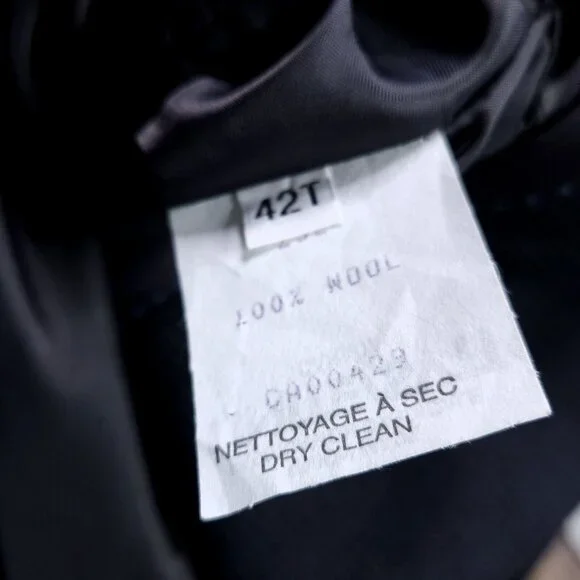 42T
100% WOOL
- CA00429
NETTOYAGE À SEC
DRY CLEAN